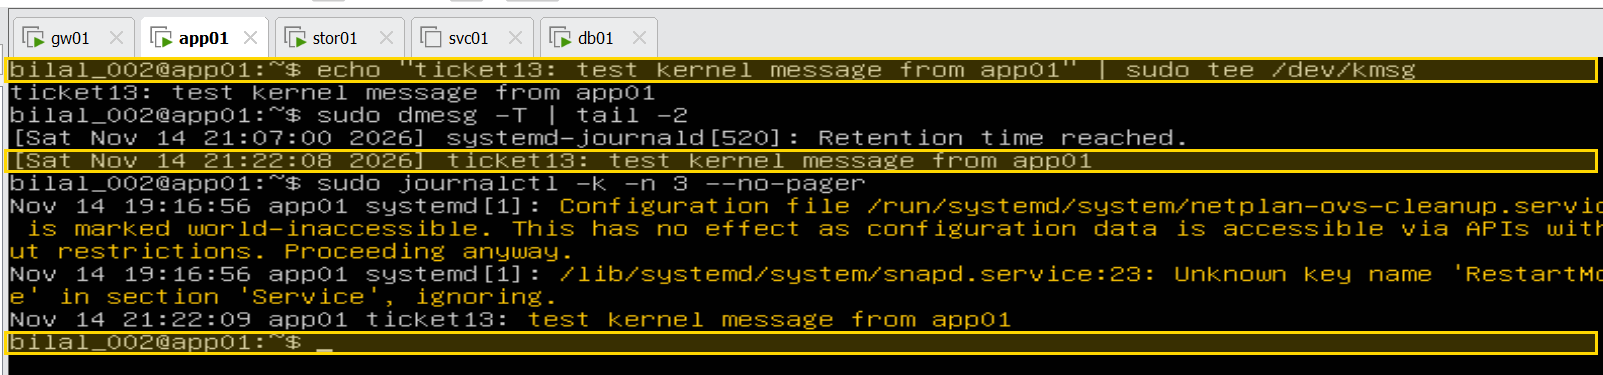 gw01 × app01 × stor01 × svc01 × db01 ×
bilal_002@app01:~$ echo "ticket13: test kernel message from app01" | sudo tee /dev/kmsg
ticket13: test kernel message from app01
bilal_002@app01:~$ sudo dmesg -T | tail -2
[Sat Nov 14 21:07:00 2026] systemd-journald[520]: Retention time reached.
[Sat Nov 14 21:22:08 2026] ticket13: test kernel message from app01
bilal_002@app01:~$ sudo journalctl -k -n 3 --no-pager
Nov 14 19:16:56 app01 systemd[1]: Configuration file /run/systemd/system/netplan-ovs-cleanup.servic
is marked world-inaccessible. This has no effect as configuration data is accessible via APIs with
ut restrictions. Proceeding anyway.
Nov 14 19:16:56 app01 systemd[1]: /lib/systemd/system/snapd.service:23: Unknown key name 'RestartMo
e' in section 'Service', ignoring.
Nov 14 21:22:09 app01 ticket13: test kernel message from app01
bilal_002@app01:~$ _